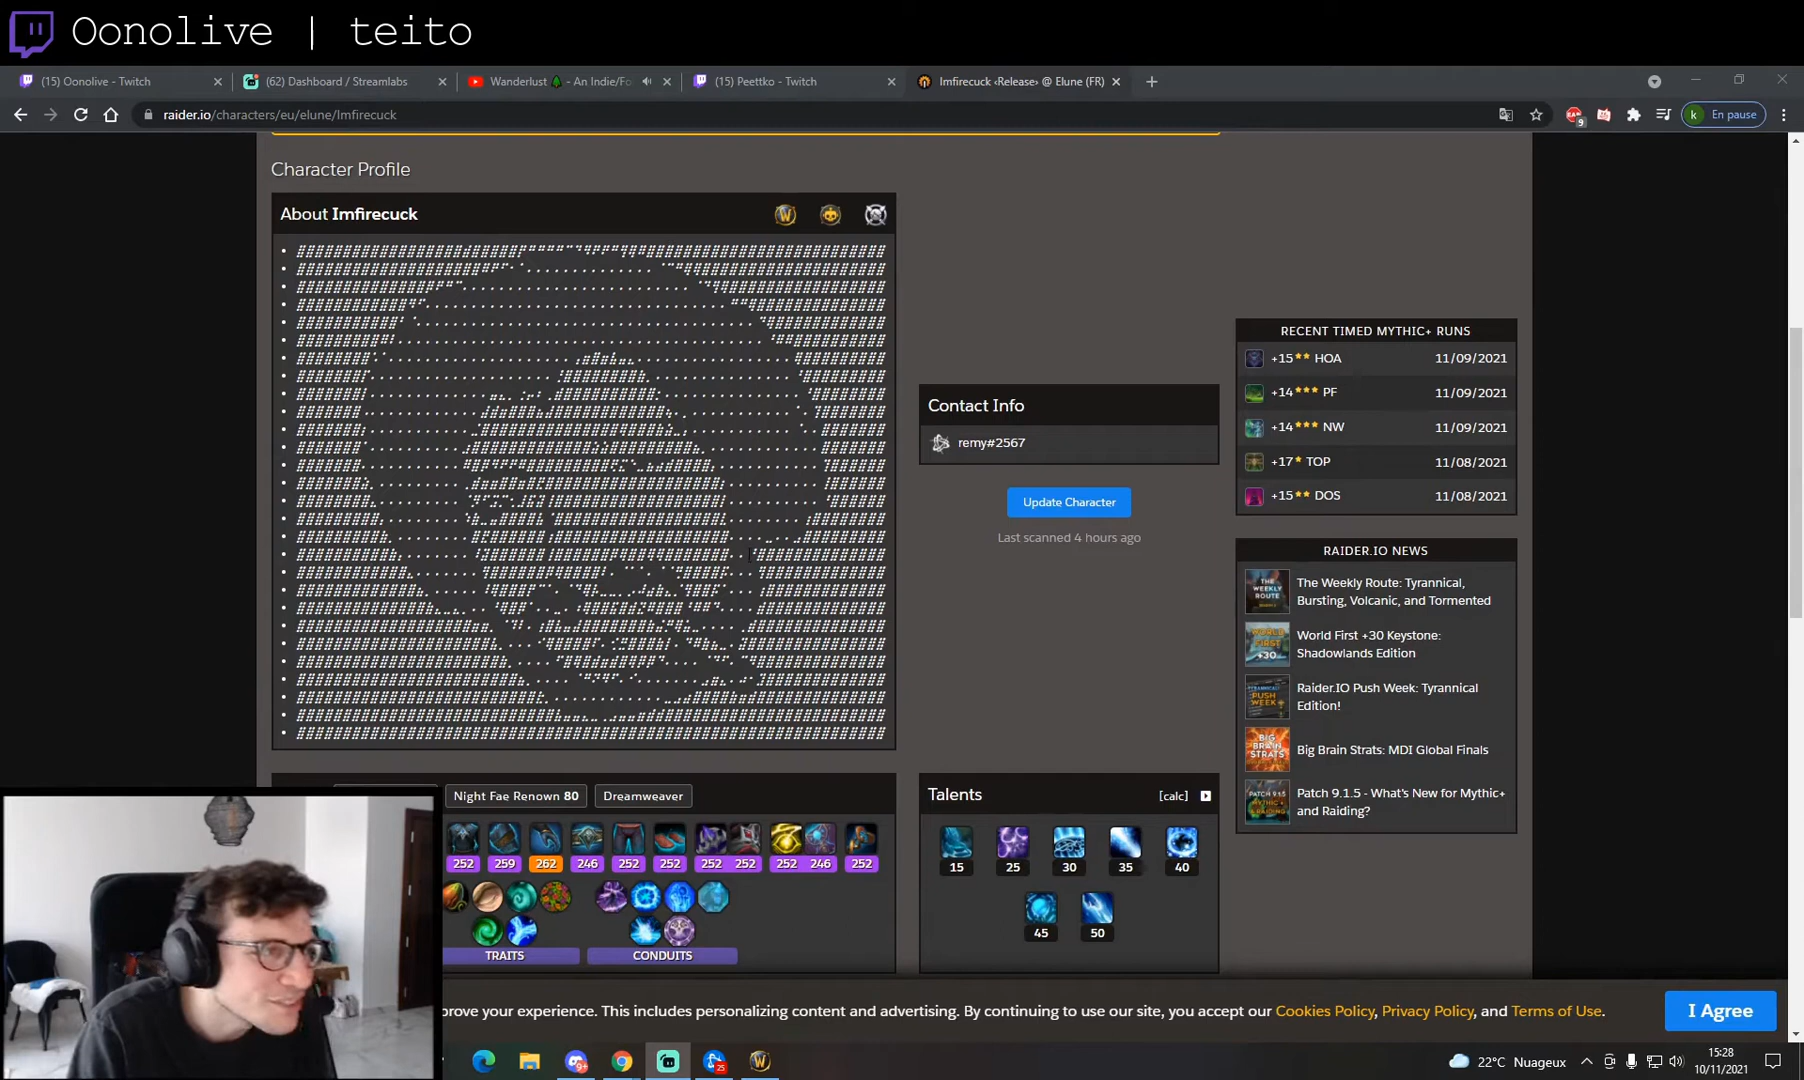 Oonolive | teito
(15) Oonolive - Twitch
(62) Dashboard / Streamlabs
Wanderlust 🌲 - An Indie/Fo
(15) Peettko - Twitch
Imfirecuck ‹Release› @ Elune (FR)
raider.io/characters/eu/elune/Imfirecuck
9
k
En pause
Character Profile
About Imfirecuck
Contact Info
remy#2567
Update Character
Last scanned 4 hours ago
RECENT TIMED MYTHIC+ RUNS
+15 ** HOA 11/09/2021
+14 *** PF 11/09/2021
+14 *** NW 11/09/2021
+17 * TOP 11/08/2021
+15 ** DOS 11/08/2021
RAIDER.IO NEWS
The Weekly Route: Tyrannical,
Bursting, Volcanic, and Tormented
World First +30 Keystone:
Shadowlands Edition
Raider.IO Push Week: Tyrannical
Edition!
Big Brain Strats: MDI Global Finals
Patch 9.1.5 - What's New for Mythic+
and Raiding?
Night Fae Renown 80
Dreamweaver
252 259 262 246 252 252 252 252 252 246 252
TRAITS
CONDUITS
Talents
[calc]
15 25 30 35 40
45 50
prove your experience. This includes personalizing content and advertising. By continuing to use our site, you accept our Cookies Policy, Privacy Policy, and Terms of Use.
I Agree
9+
25
22°C Nuageux
15:28
10/11/2021